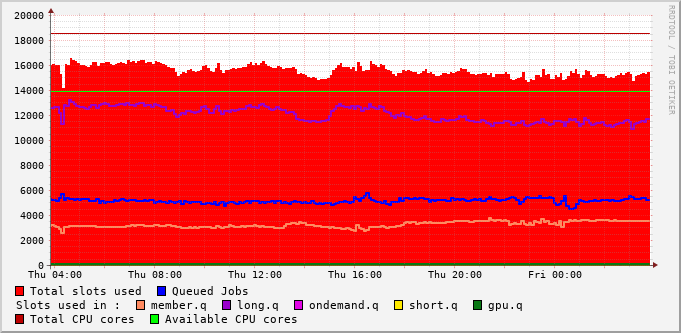 20000
18000
16000
14000
12000
10000
8000
6000
4000
2000
0
Thu 04:00 Thu 08:00 Thu 12:00 Thu 16:00 Thu 20:00 Fri 00:00
Total slots used Queued Jobs
Slots used in : member.q long.q ondemand.q short.q gpu.q
Total CPU cores Available CPU cores
RRDTOOL / TOBI OETIKER